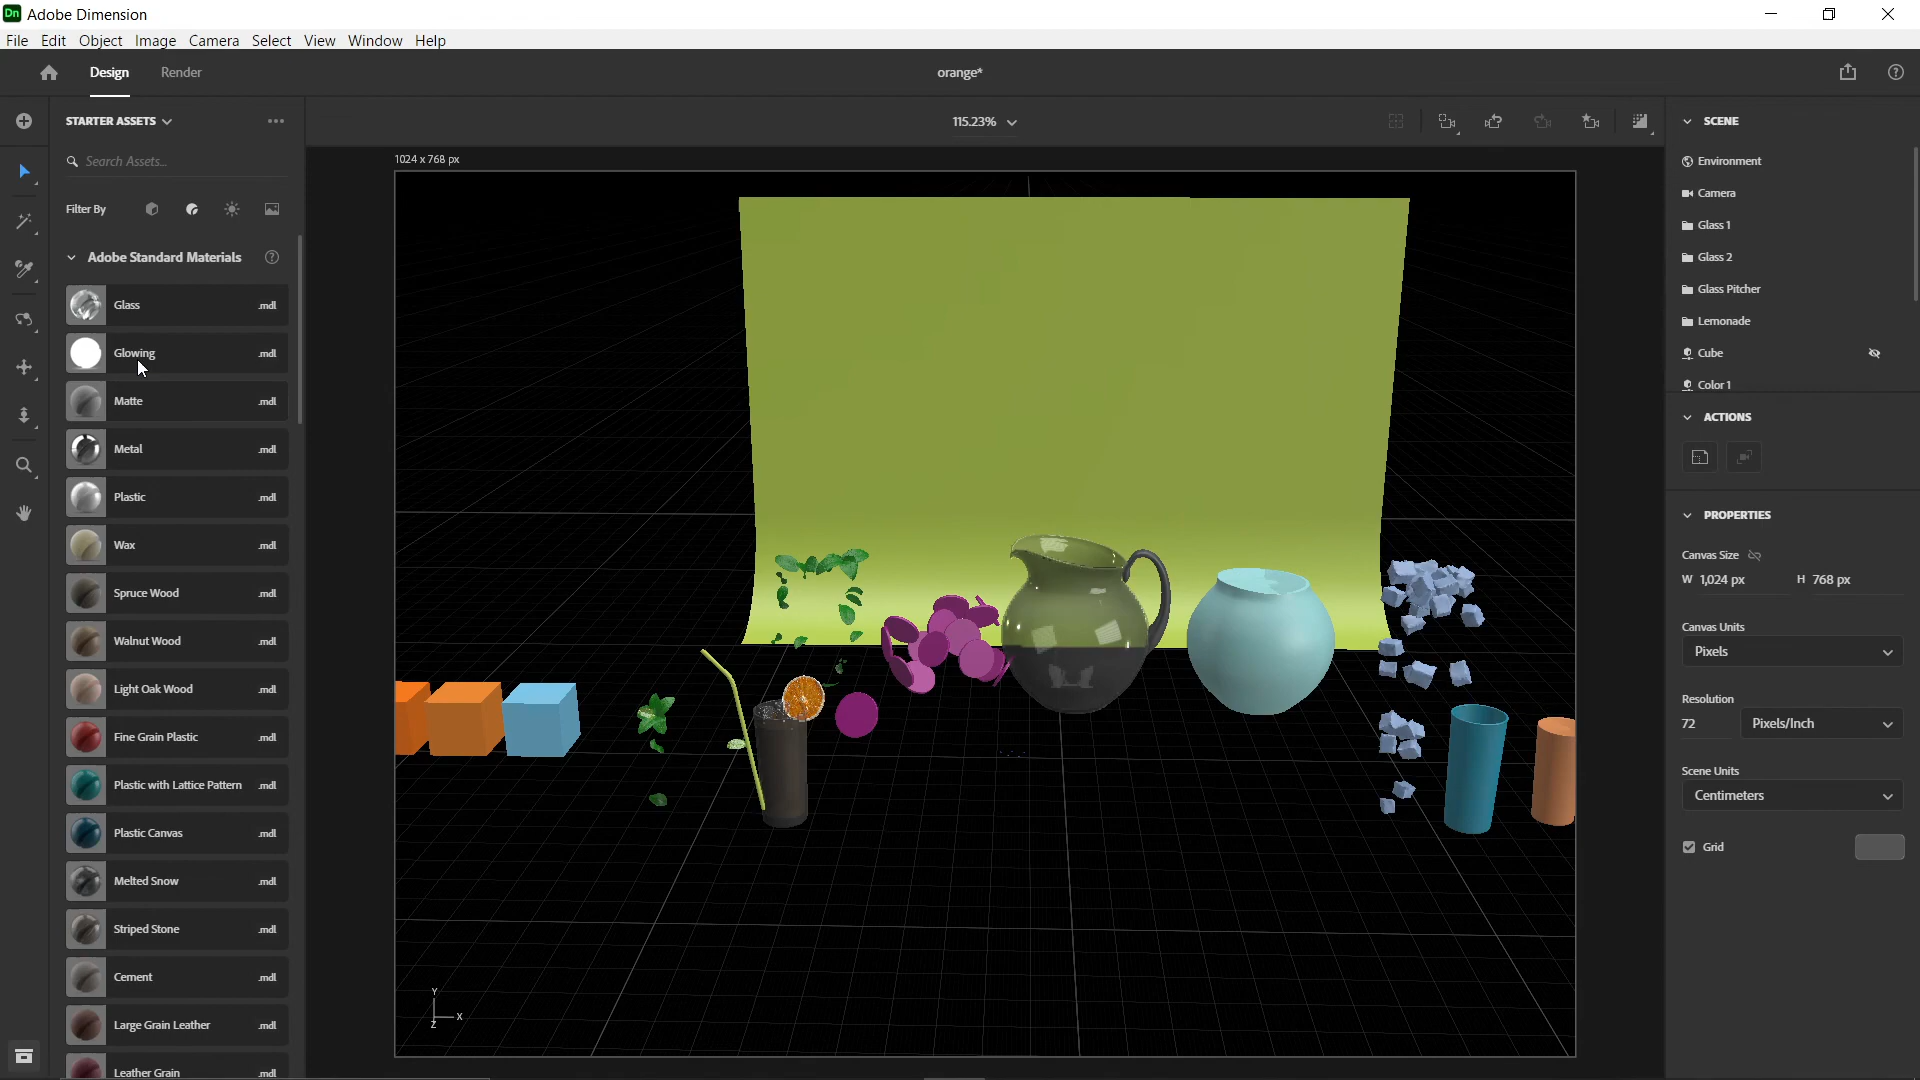 Dn Adobe Dimension
File Edit Object Image Camera Select View Window Help
Design Render orange*
STARTER ASSETS
Search Assets...
Filter By
Adobe Standard Materials
Glass .mdl
Glowing .mdl
Matte .mdl
Metal .mdl
Plastic .mdl
Wax .mdl
Spruce Wood .mdl
Walnut Wood .mdl
Light Oak Wood .mdl
Fine Grain Plastic .mdl
Plastic with Lattice Pattern .mdl
Plastic Canvas .mdl
Melted Snow .mdl
Striped Stone .mdl
Cement .mdl
Large Grain Leather .mdl
Leather Grain .mdl
115.23%
1024 x 768 px
Y
X
Z
SCENE
Environment
Camera
Glass 1
Glass 2
Glass Pitcher
Lemonade
Cube
Color 1
ACTIONS
PROPERTIES
Canvas Size
W 1,024 px H 768 px
Canvas Units
Pixels
Resolution
72 Pixels/Inch
Scene Units
Centimeters
Grid